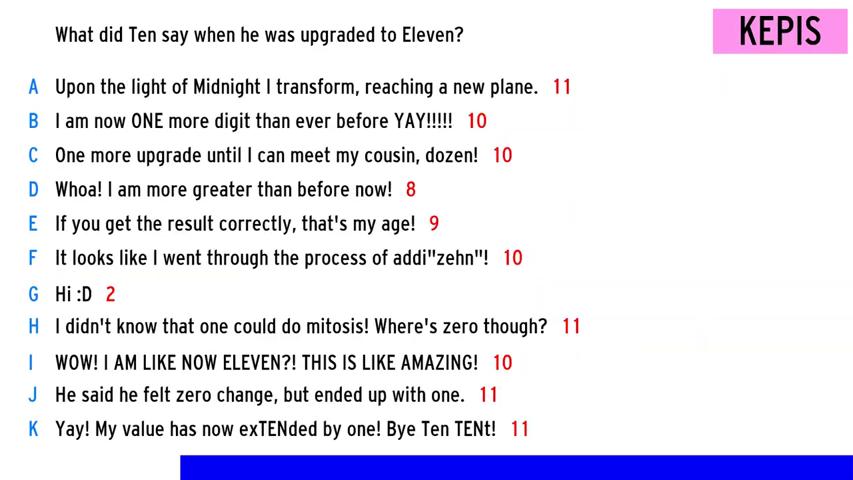 What did Ten say when he was upgraded to Eleven?
KEPIS
A Upon the light of Midnight I transform, reaching a new plane. 11
B I am now ONE more digit than ever before YAY!!!!! 10
C One more upgrade until I can meet my cousin, dozen! 10
D Whoa! I am more greater than before now! 8
E If you get the result correctly, that's my age! 9
F It looks like I went through the process of addi"zehn"! 10
G Hi :D 2
H I didn't know that one could do mitosis! Where's zero though? 11
I WOW! I AM LIKE NOW ELEVEN?! THIS IS LIKE AMAZING! 10
J He said he felt zero change, but ended up with one. 11
K Yay! My value has now exTENded by one! Bye Ten TENt! 11